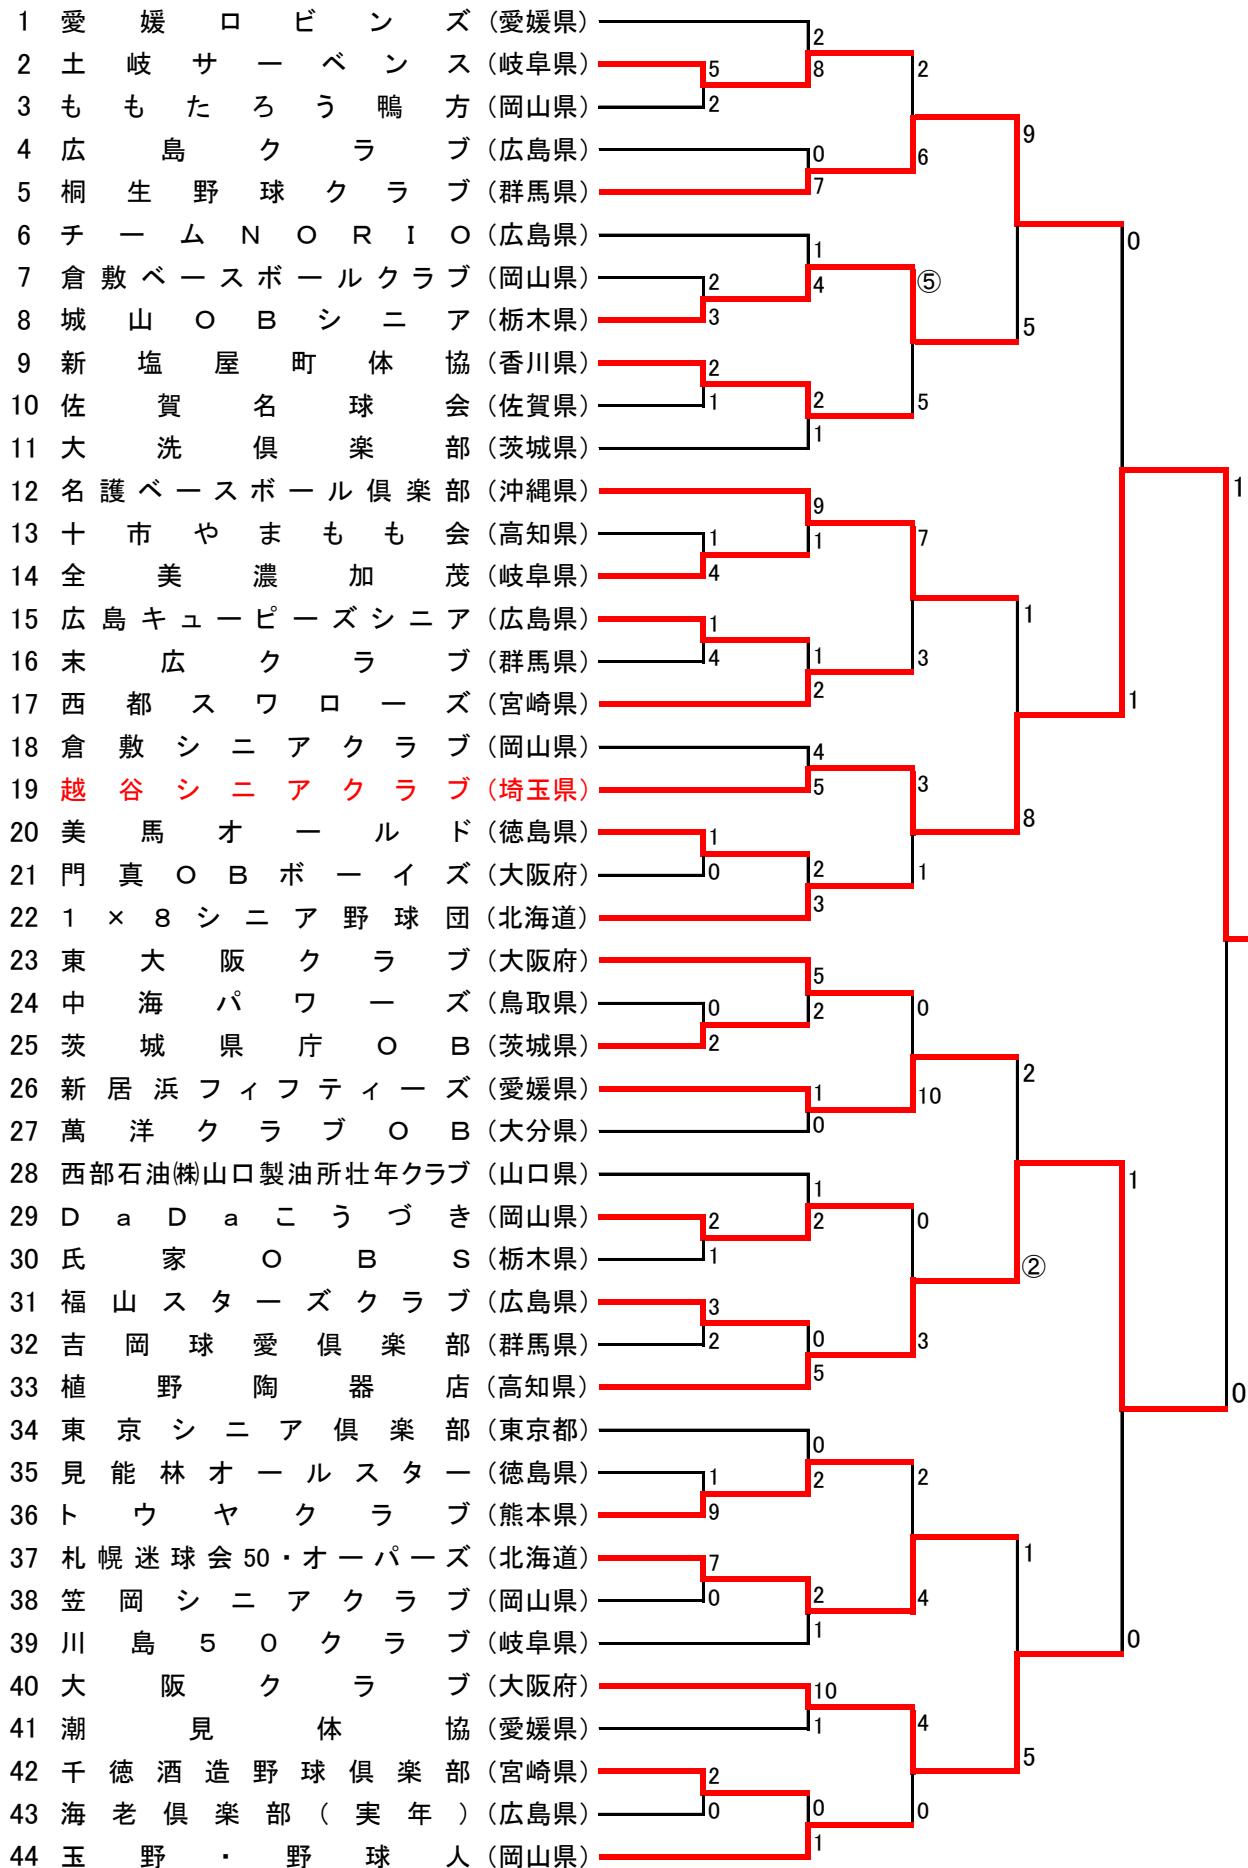 1 愛媛ロビンズ (愛媛県)
2
2 土岐サーベンス (岐阜県)
5 8 2
3 ももたろう鴨方 (岡山県)
2
9
4 広島クラブ (広島県)
0 6
5 桐生野球クラブ (群馬県)
7
6 チームNORIO (広島県)
1 0
7 倉敷ベースボールクラブ (岡山県)
2 4 ⑤
8 城山OBシニア (栃木県)
3 5
9 新塩屋町体協 (香川県)
2
10 佐賀名球会 (佐賀県)
1 2 5
11 大洗倶楽部 (茨城県)
1
12 名護ベースボール倶楽部 (沖縄県)
9 1
13 十市やまもも会 (高知県)
1 1 7
14 全美濃加茂 (岐阜県)
4
15 広島キューピーズシニア (広島県)
1 1
16 末広クラブ (群馬県)
4 1 3
17 西都スワローズ (宮崎県)
2 1
18 倉敷シニアクラブ (岡山県)
4
19 越谷シニアクラブ (埼玉県)
5 3
20 美馬オールド (徳島県)
1 8
21 門真OBボーイズ (大阪府)
0 2 1
22 1×8シニア野球団 (北海道)
3
23 東大阪クラブ (大阪府)
5
24 中海パワーズ (鳥取県)
0 2 0
25 茨城県庁OB (茨城県)
2
2
26 新居浜フィフティーズ (愛媛県)
1 10
27 萬洋クラブOB (大分県)
0
28 西部石油㈱山口製油所壮年クラブ (山口県)
1 1
29 DaDaこうづき (岡山県)
2 2 0
30 氏家OBS (栃木県)
1 ②
31 福山スターズクラブ (広島県)
3
32 吉岡球愛倶楽部 (群馬県)
2 0 3
33 植野陶器店 (高知県)
5 0
34 東京シニア倶楽部 (東京都)
0
35 見能林オールスター (徳島県)
1 2 2
36 トウヤクラブ (熊本県)
9
37 札幌迷球会50・オーパーズ (北海道)
7 1
38 笠岡シニアクラブ (岡山県)
0 2 4
39 川島50クラブ (岐阜県)
1 0
40 大阪クラブ (大阪府)
10
41 潮見体協 (愛媛県)
1 4
5
42 千徳酒造野球倶楽部 (宮崎県)
2
43 海老倶楽部(実年) (広島県)
0 0 0
44 玉野・野球人 (岡山県)
1